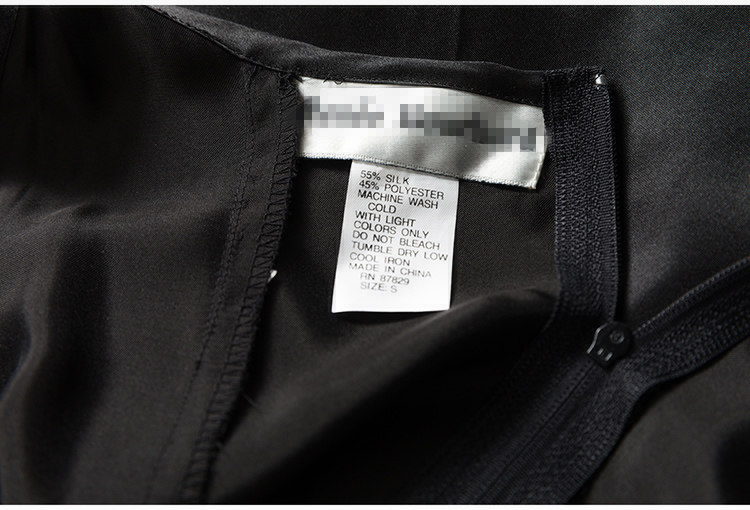 55% SILK
45% POLYESTER
MACHINE WASH
COLD
WITH LIGHT
COLORS ONLY
DO NOT BLEACH
TUMBLE DRY LOW
COOL IRON
MADE IN CHINA
RN 87829
SIZE: S